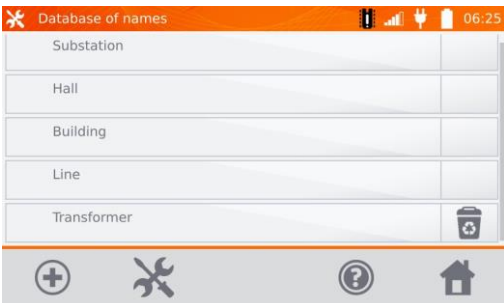 Database of names 06:25
Substation
Hall
Building
Line
Transformer